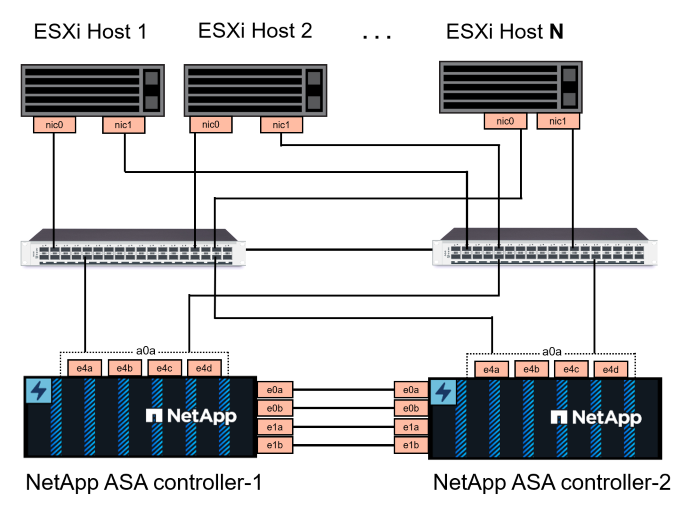 ESXi Host 1
ESXi Host 2
...
ESXi Host N
nic0
nic1
nic0
nic1
nic0
nic1
a0a
e4a
e4b
e4c
e4d
a0a
e4a
e4b
e4c
e4d
NetApp
e0a
e0b
e1a
e1b
e0a
e0b
e1a
e1b
NetApp
NetApp ASA controller-1
NetApp ASA controller-2